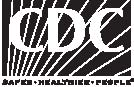 CDC
SAFER • HEALTHIER • PEOPLE™